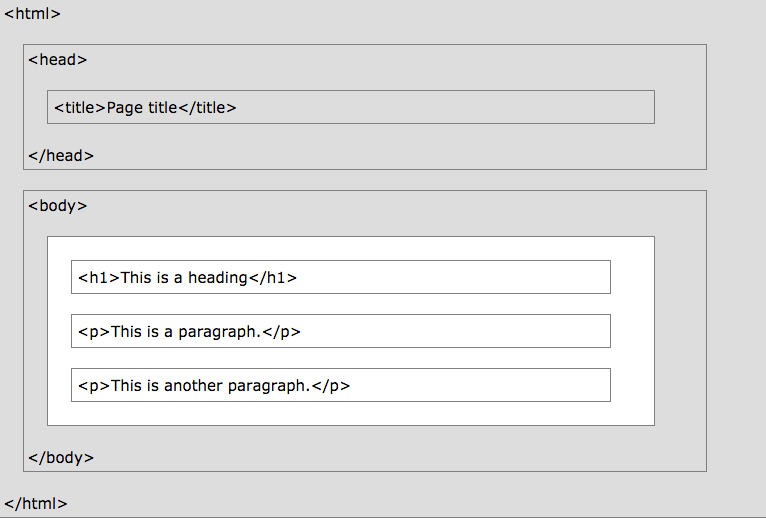 <html>
<head>
<title>Page title</title>
</head>
<body>
<h1>This is a heading</h1>
<p>This is a paragraph.</p>
<p>This is another paragraph.</p>
</body>
</html>